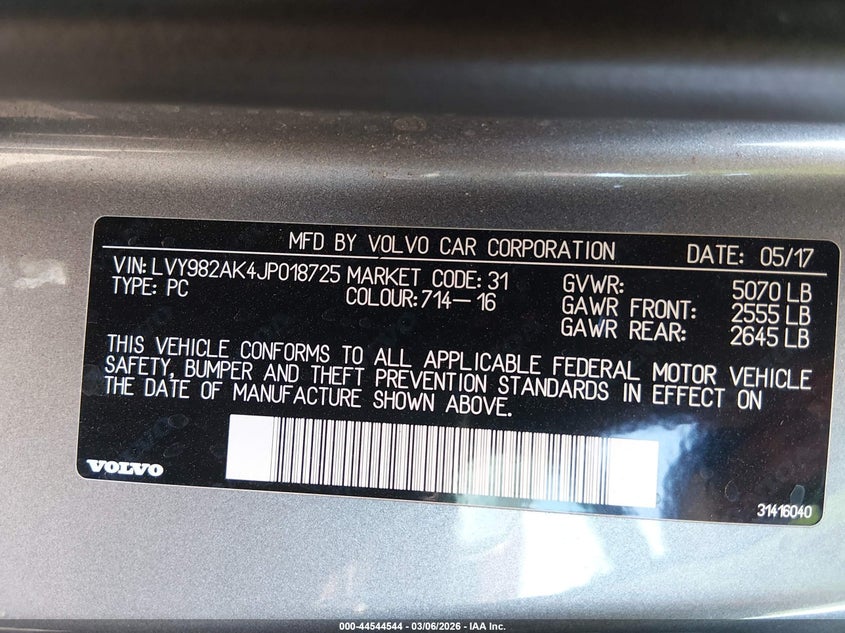 MFD BY VOLVO CAR CORPORATION DATE: 05/17
VIN: LVY982AK4JP018725 MARKET CODE: 31 GVWR: 5070 LB
TYPE: PC COLOUR: 714-16 GAWR FRONT: 2555 LB
GAWR REAR: 2645 LB
THIS VEHICLE CONFORMS TO ALL APPLICABLE FEDERAL MOTOR VEHICLE
SAFETY, BUMPER AND THEFT PREVENTION STANDARDS IN EFFECT ON
THE DATE OF MANUFACTURE SHOWN ABOVE.
VOLVO
31416040
000-44544544 | 03/06/2026 - IAA Inc.